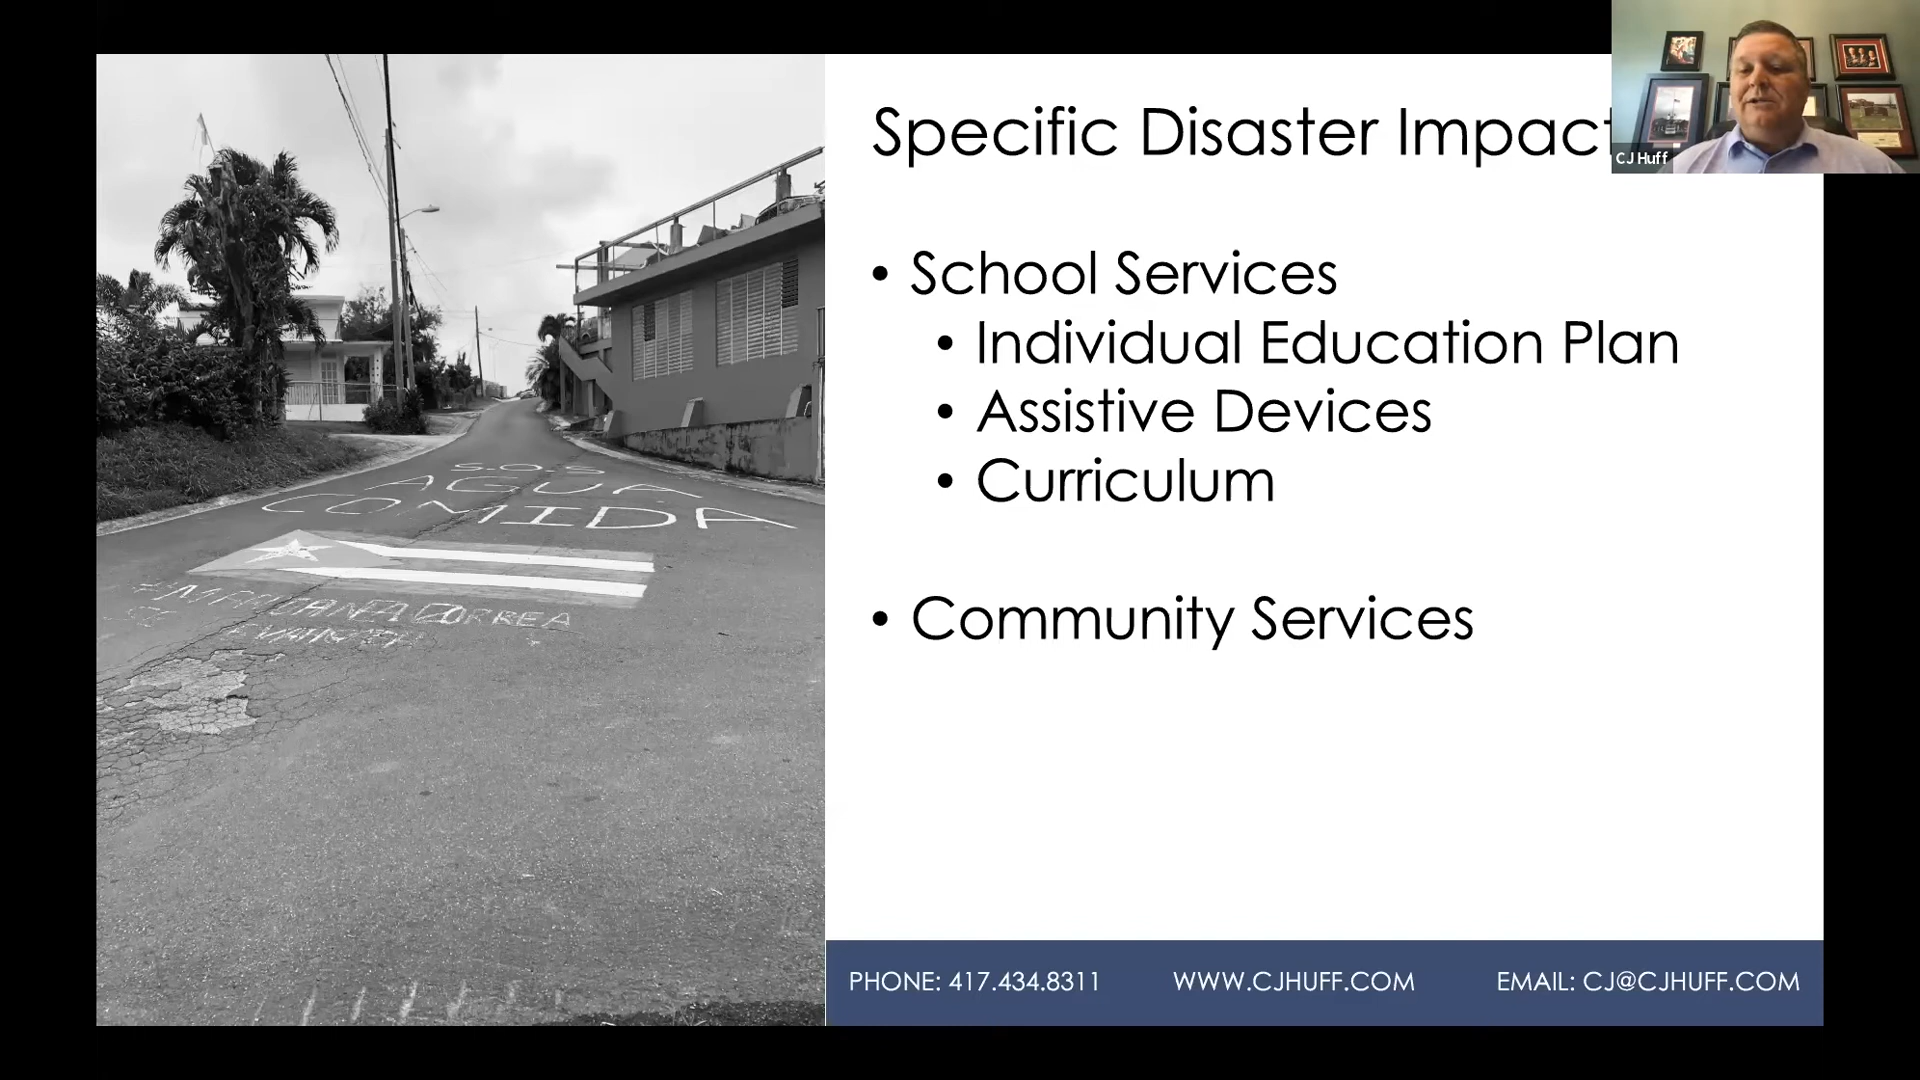 Specific Disaster Impact
• School Services
• Individual Education Plan
• Assistive Devices
• Curriculum
• Community Services
PHONE: 417.434.8311 WWW.CJHUFF.COM EMAIL: CJ@CJHUFF.COM
CJ Huff
S.O.S
AGUA
COMIDA